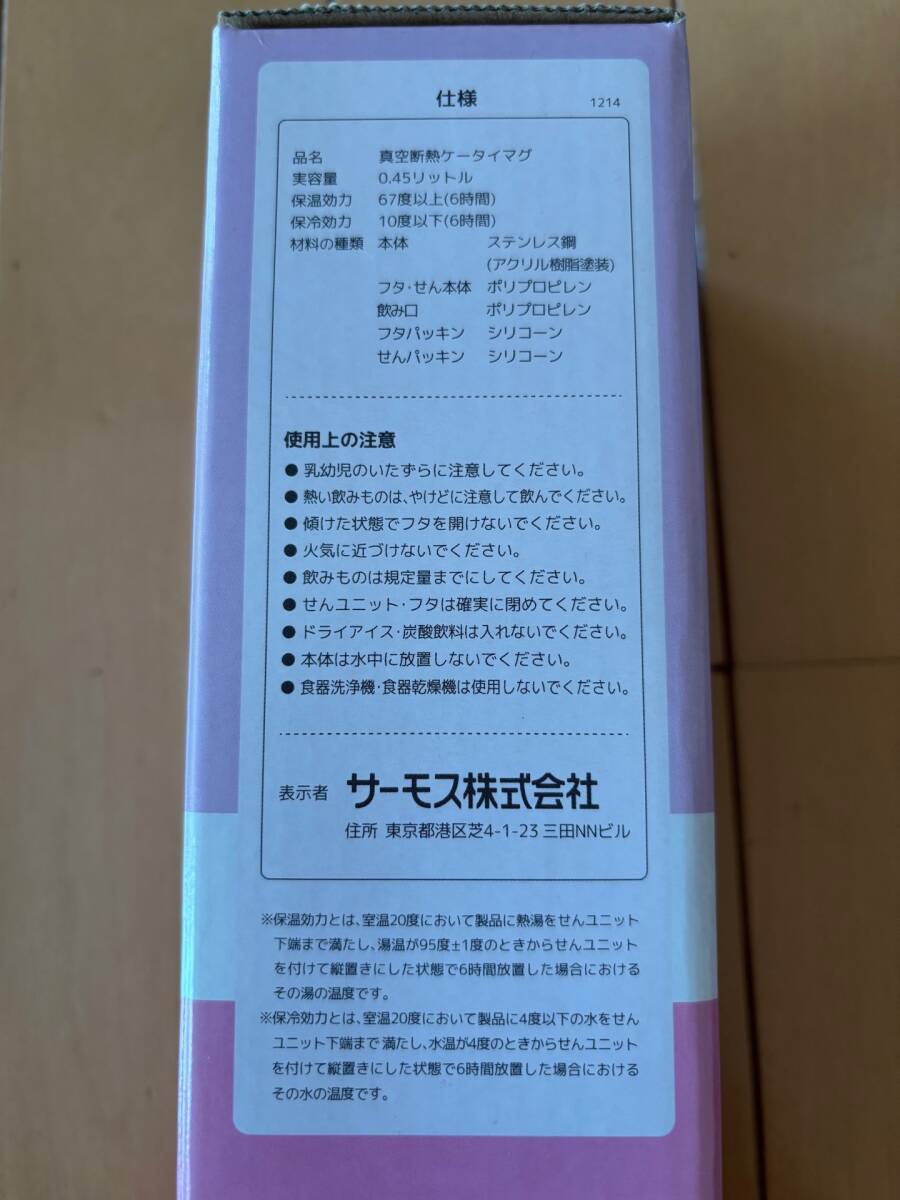 仕様 1214
品名 真空断熱ケータイマグ
実容量 0.45リットル
保温効力 67度以上(6時間)
保冷効力 10度以下(6時間)
材料の種類 本体 ステンレス鋼
(アクリル樹脂塗装)
フタ・せん本体 ポリプロピレン
飲み口 ポリプロピレン
フタパッキン シリコーン
せんパッキン シリコーン
使用上の注意
● 乳幼児のいたずらに注意してください。
● 熱い飲みものは、やけどに注意して飲んでください。
● 傾けた状態でフタを開けないでください。
● 火気に近づけないでください。
● 飲みものは規定量までにしてください。
● せんユニット・フタは確実に閉めてください。
● ドライアイス・炭酸飲料は入れないでください。
● 本体は水中に放置しないでください。
● 食器洗浄機・食器乾燥機は使用しないでください。
表示者 サーモス株式会社
住所 東京都港区芝4-1-23 三田NNビル
※保温効力とは、室温20度において製品に熱湯をせんユニット
下端まで満たし、湯温が95度±1度のときからせんユニット
を付けて縦置きにした状態で6時間放置した場合における
その湯の温度です。
※保冷効力とは、室温20度において製品に4度以下の水をせん
ユニット下端まで満たし、水温が4度のときからせんユニット
を付けて縦置きにした状態で6時間放置した場合における
その水の温度です。